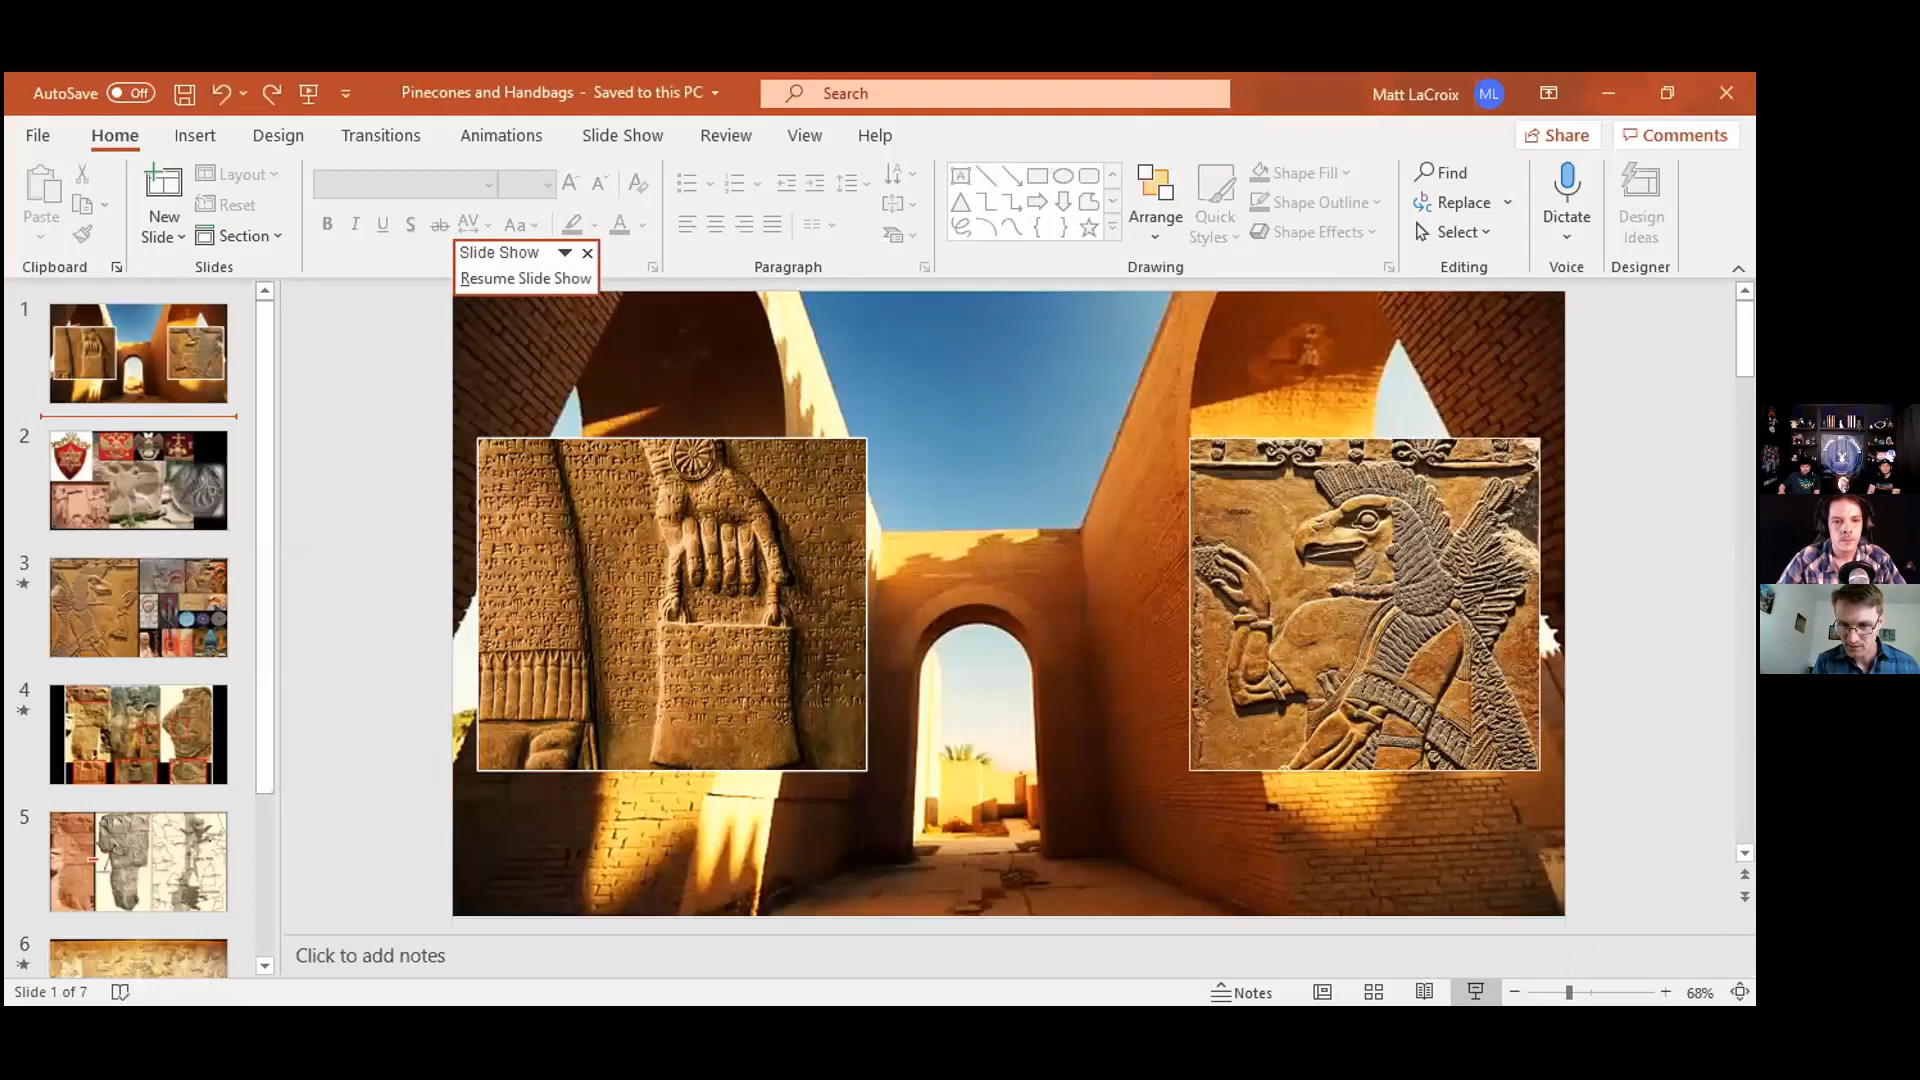 AutoSave Off Pinecones and Handbags - Saved to this PC Search Matt LaCroix ML
File Home Insert Design Transitions Animations Slide Show Review View Help Share Comments
Paste New Slide Layout Reset Section
B I U S ab AV Aa A
Arrange Quick Styles Shape Fill Shape Outline Shape Effects
Find Replace Select Dictate Design Ideas
Clipboard Slides Paragraph Drawing Editing Voice Designer
Slide Show
Resume Slide Show
1
2
3
4
5
6
Click to add notes
Slide 1 of 7 Notes 68%